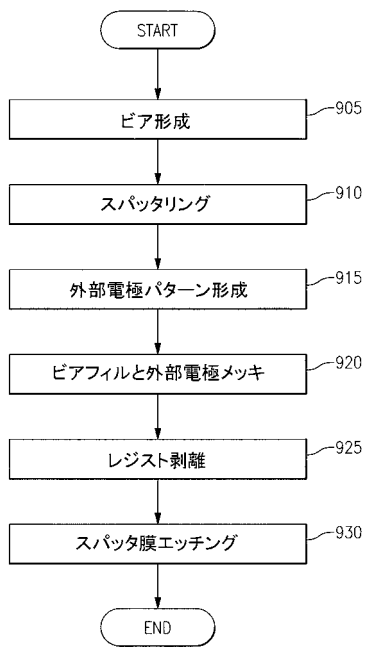 START
ビア形成
905
スパッタリング
910
外部電極パターン形成
915
ビアフィルと外部電極メッキ
920
レジスト剥離
925
スパッタ膜エッチング
930
END